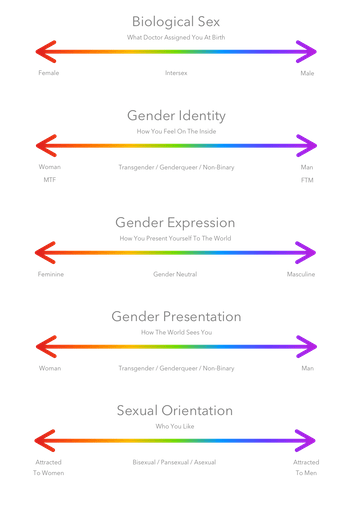 Biological Sex
What Doctor Assigned You At Birth
Female Intersex Male
Gender Identity
How You Feel On The Inside
Woman Transgender / Genderqueer / Non-Binary Man
MTF FTM
Gender Expression
How You Present Yourself To The World
Feminine Gender Neutral Masculine
Gender Presentation
How The World Sees You
Woman Transgender / Genderqueer / Non-Binary Man
Sexual Orientation
Who You Like
Attracted Bisexual / Pansexual / Asexual Attracted
To Women To Men